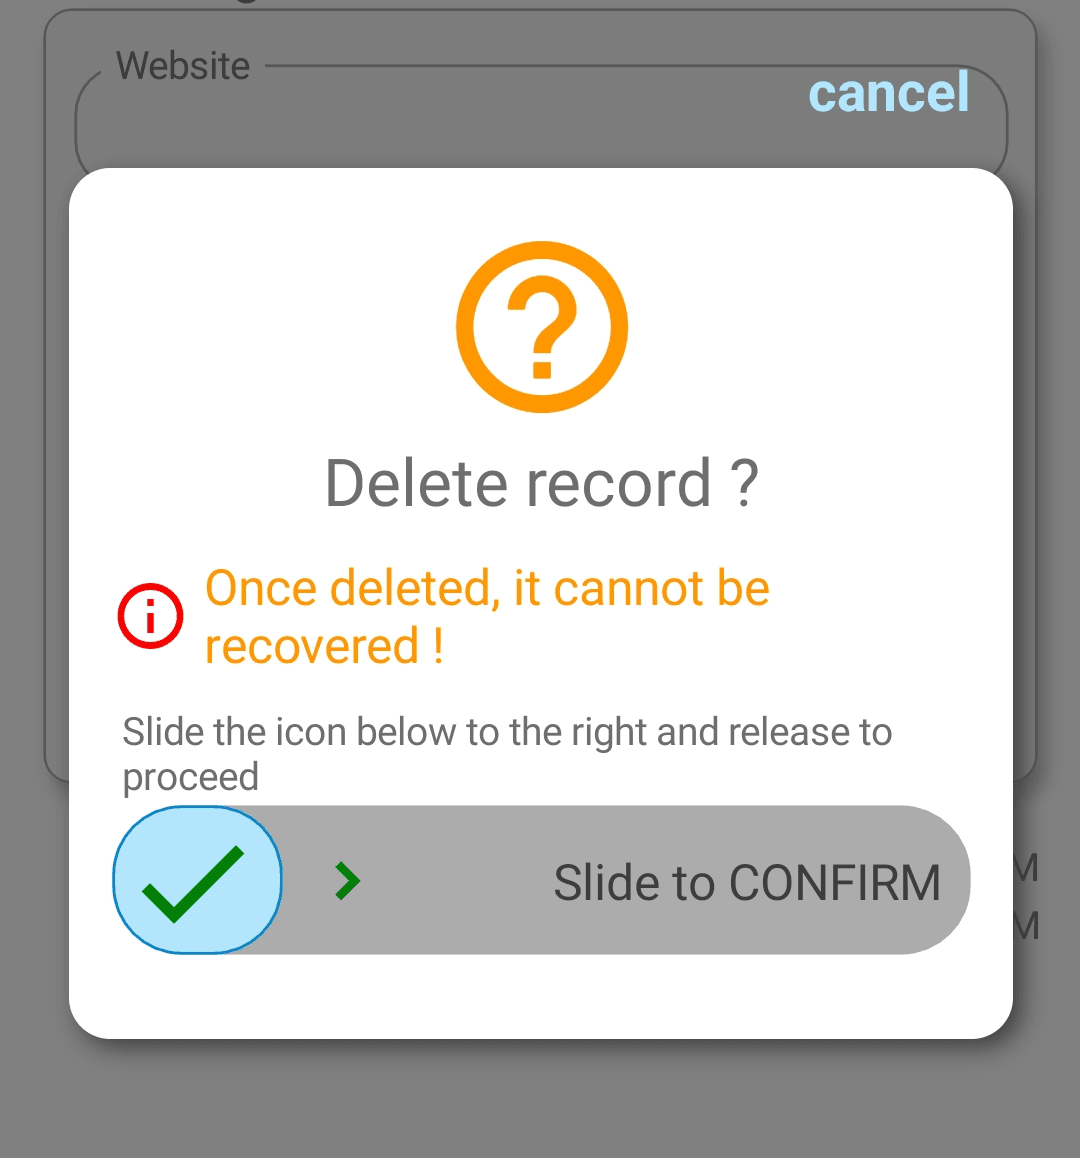 Website
cancel
Delete record ?
Once deleted, it cannot be
recovered !
Slide the icon below to the right and release to
proceed
Slide to CONFIRM
M
M